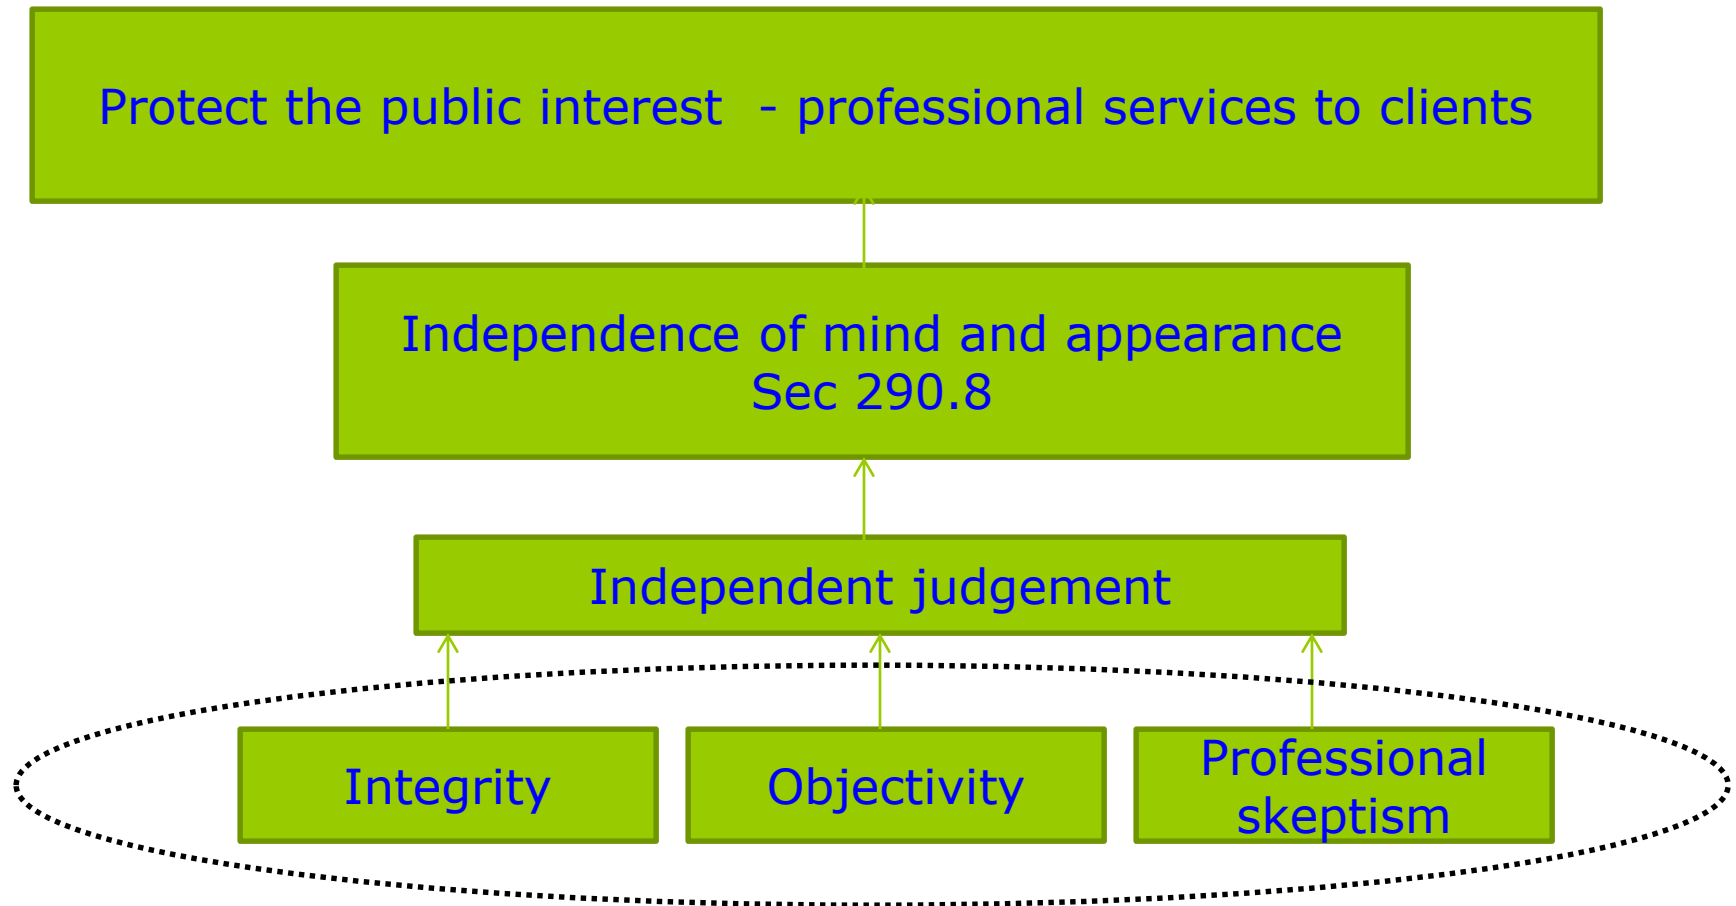 Protect the public interest  - professional services to clients
Independence of mind and appearance
Sec 290.8
Independent judgement
Integrity
Objectivity
Professional
skeptism